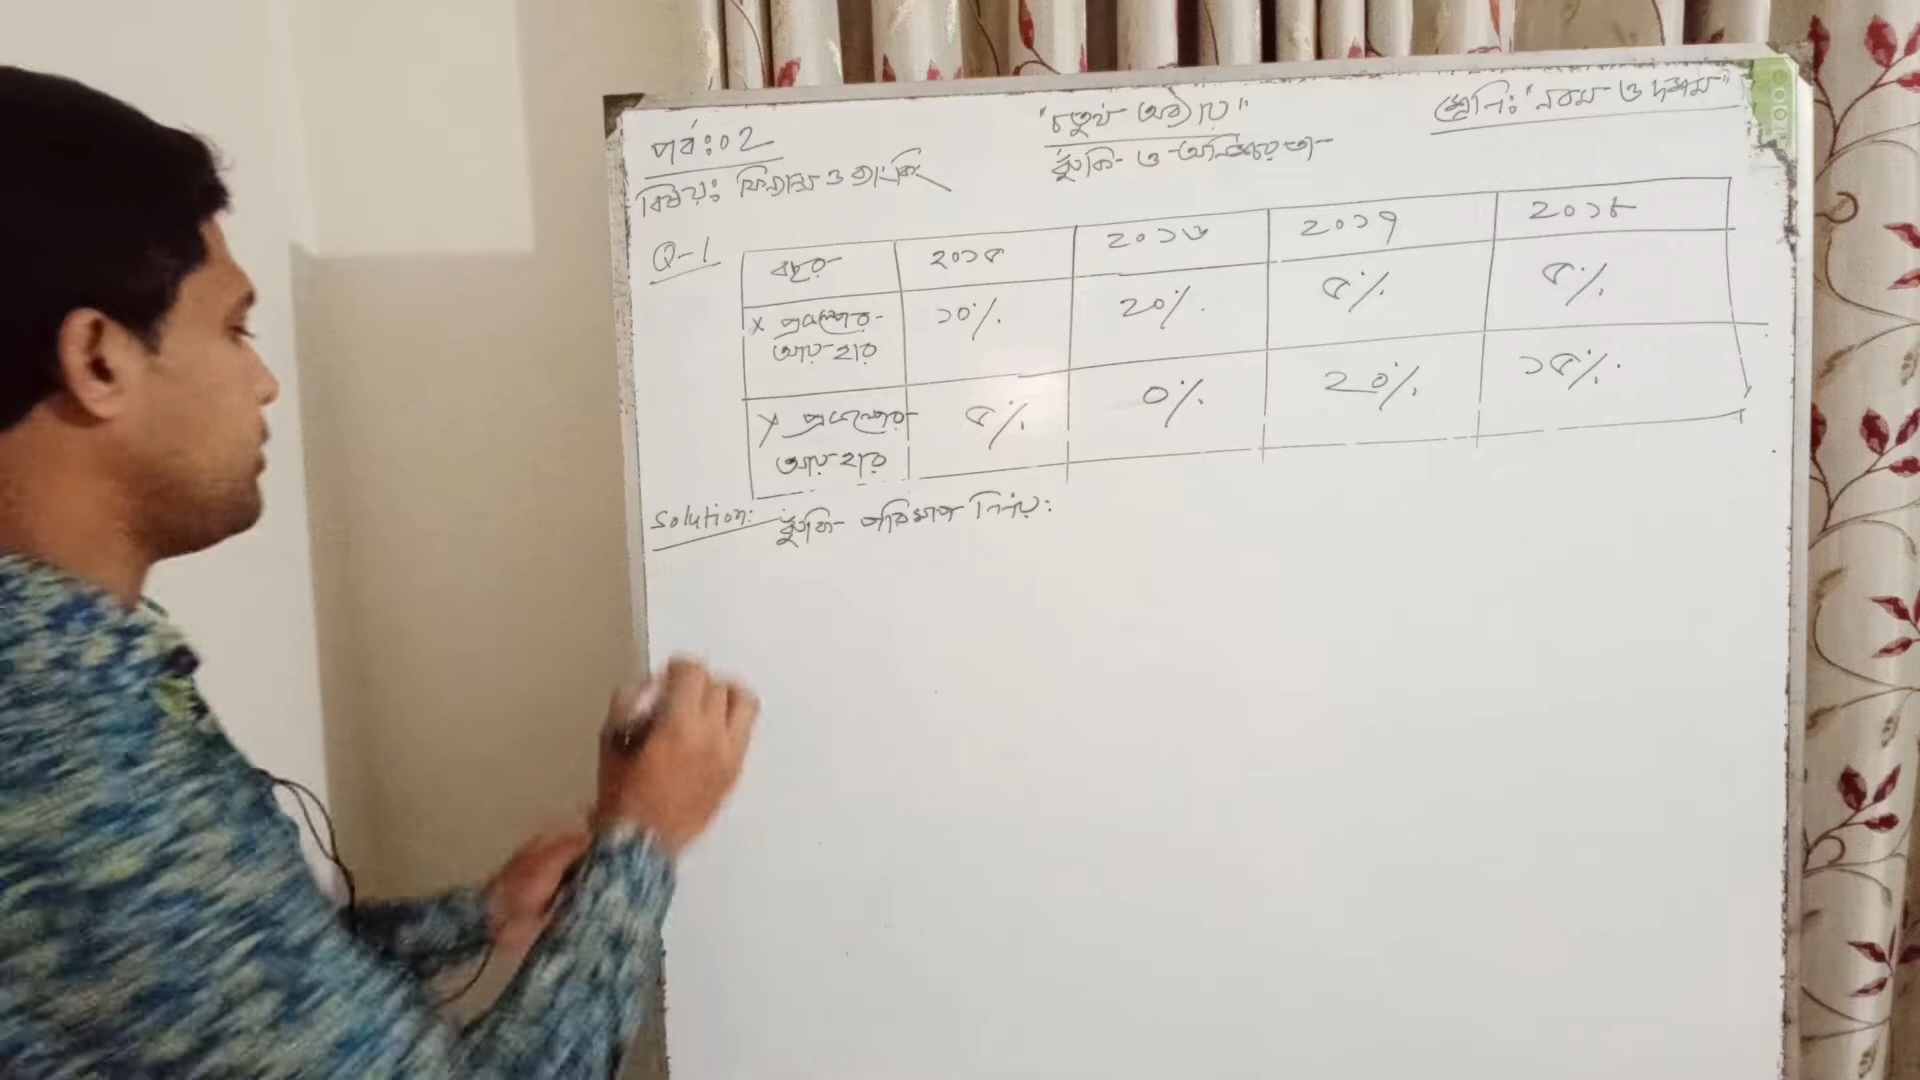 পর্ব: ০২
"চতুর্থ অধ্যায়"
শ্রেণি: "নবম ও দশম"
বিষয়: ফিন্যান্স ও ব্যাংকিং
ঝুঁকি ও অনিশ্চয়তা
Q-1
বছর ২০১৫ ২০১৬ ২০১৭ ২০১৮
X প্রকল্পের আয় হার ১০% ২০% ৫% ৫%
Y প্রকল্পের আয় হার ৫% ০% ২০% ১৫%
Solution: ঝুঁকি পরিমাপ নির্ণয়: